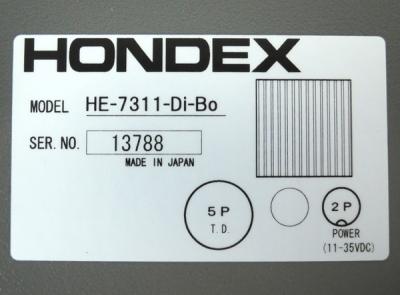 HONDEX
MODEL HE-7311-Di-Bo
SER. NO. 13788
MADE IN JAPAN
5P
T.D.
2P
POWER
(11-35VDC)